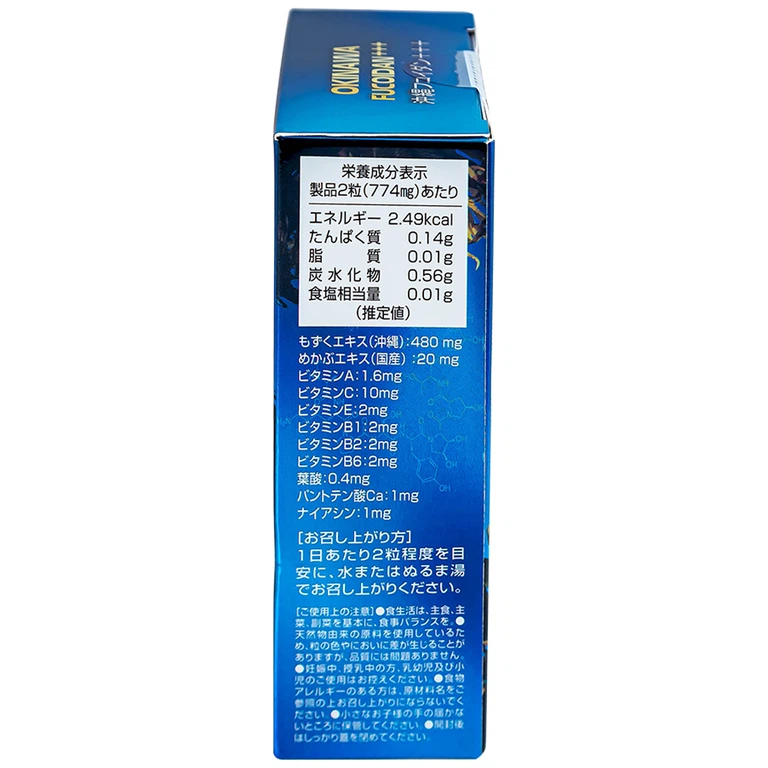 OKINAWA
FUCOIDAN+++
沖縄フコイダン+++
栄養成分表示
製品2粒(774㎎)あたり
エネルギー 2.49kcal
たんぱく質 0.14g
脂 質 0.01g
炭水化物 0.56g
食塩相当量 0.01g
(推定値)
もずくエキス(沖縄):480 mg
めかぶエキス(国産):20 mg
ビタミンA:1.6mg
ビタミンC:10mg
ビタミンE:2mg
ビタミンB1:2mg
ビタミンB2:2mg
ビタミンB6:2mg
葉酸:0.4mg
パントテン酸Ca:1mg
ナイアシン:1mg
[お召し上がり方]
1日あたり2粒程度を目
安に、水またはぬるま湯
でお召し上がりください。
[ご使用上の注意]●食生活は、主食、主
菜、副菜を基本に、食事バランスを。●
天然物由来の原料を使用しているた
め、粒の色やにおいに差が生じることが
ありますが、品質には問題ありません。
●妊娠中、授乳中の方、乳幼児及び小
児のご使用はお控えください。●食物
アレルギーのある方は、原材料名をご
参照の上お召し上がりにならないでく
ださい。●小さなお子様の手の届かな
いところに保管してください。●開封後
はしっかり蓋を閉めてください。